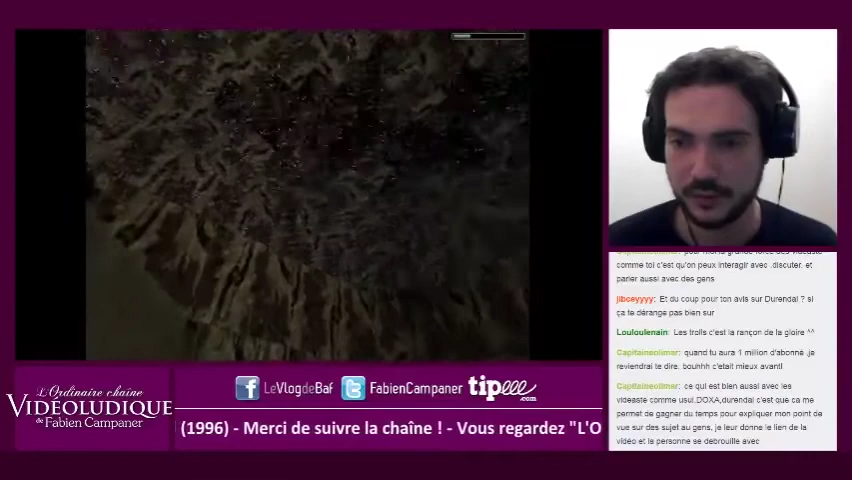 comme toi c'est qu'on peux interagir avec .discuter. et
parler aussi avec des gens
jibceyyyy: Et du coup pour ton avis sur Durendal ? si
ça te dérange pas bien sur
Louloulenain: Les trolls c'est la rançon de la gloire ^^
Capitaineolimar: quand tu aura 1 million d'abonné .ja
reviendrai te dire. bouhhh c'etait mieux avant!
Capitaineolimar: ce qui est bien aussi avec les
vidéaste comme usul,DOXA,durendal c'est que ca me
permet de gagner du temps pour expliquer mon point de
vue sur des sujet au gens, je leur donne le lien de la
vidéo et la personne se debrouille avec
L'Ordinaire chaîne
VIDÉOLUDIQUE
de Fabien Campaner
LeVlogdeBaf
FabienCampaner
tipeee
.com
(1996) - Merci de suivre la chaîne ! - Vous regardez "L'O